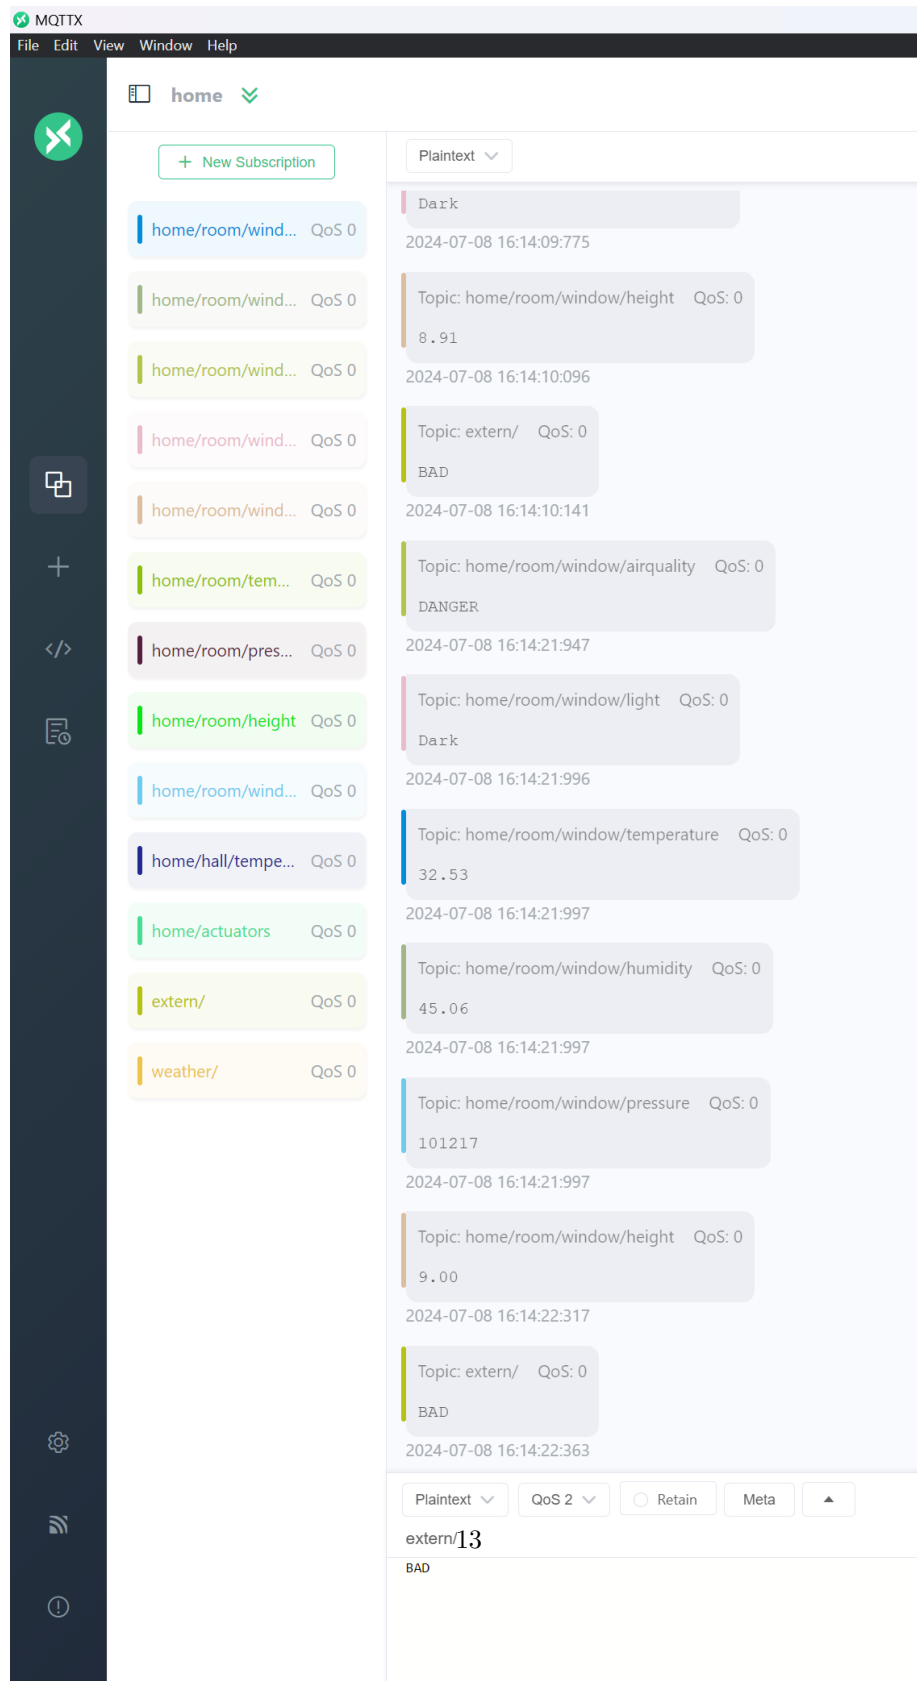 MQTTX
File Edit View Window Help
home
+ New Subscription
Plaintext
home/room/wind... QoS 0
home/room/wind... QoS 0
home/room/wind... QoS 0
home/room/wind... QoS 0
home/room/wind... QoS 0
home/room/tem... QoS 0
home/room/pres... QoS 0
home/room/height QoS 0
home/room/wind... QoS 0
home/hall/tempe... QoS 0
home/actuators QoS 0
extern/ QoS 0
weather/ QoS 0
Dark
2024-07-08 16:14:09:775
Topic: home/room/window/height QoS: 0
8.91
2024-07-08 16:14:10:096
Topic: extern/ QoS: 0
BAD
2024-07-08 16:14:10:141
Topic: home/room/window/airquality QoS: 0
DANGER
2024-07-08 16:14:21:947
Topic: home/room/window/light QoS: 0
Dark
2024-07-08 16:14:21:996
Topic: home/room/window/temperature QoS: 0
32.53
2024-07-08 16:14:21:997
Topic: home/room/window/humidity QoS: 0
45.06
2024-07-08 16:14:21:997
Topic: home/room/window/pressure QoS: 0
101217
2024-07-08 16:14:21:997
Topic: home/room/window/height QoS: 0
9.00
2024-07-08 16:14:22:317
Topic: extern/ QoS: 0
BAD
2024-07-08 16:14:22:363
Plaintext QoS 2 Retain Meta
extern/13
BAD